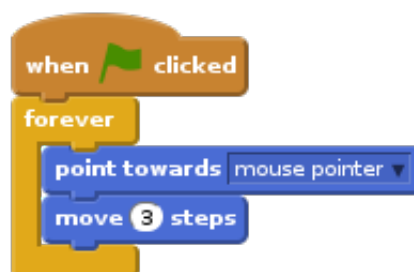 when clicked
forever
point towards mouse pointer
move 3 steps